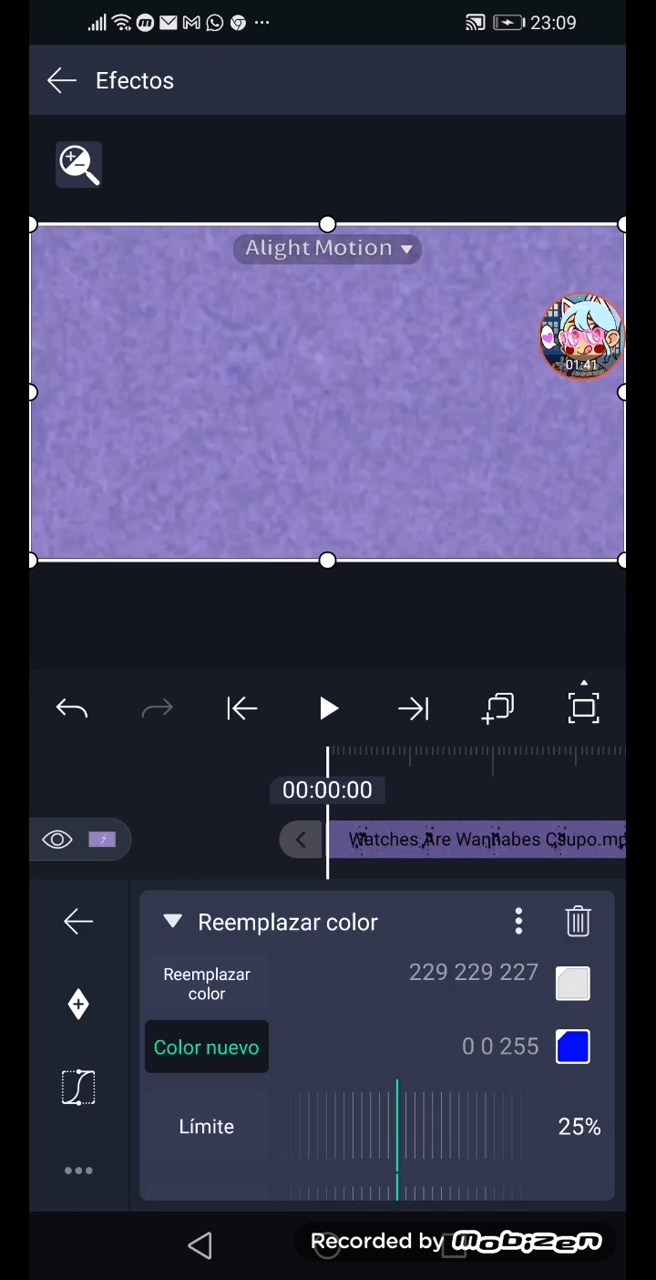 23:09
Efectos
Alight Motion
01:41
00:00:00
Watches Are Wannabes Csupo.mp
Reemplazar color
Reemplazar
color
229 229 227
Color nuevo
0 0 255
Límite
25%
Recorded by mobizen